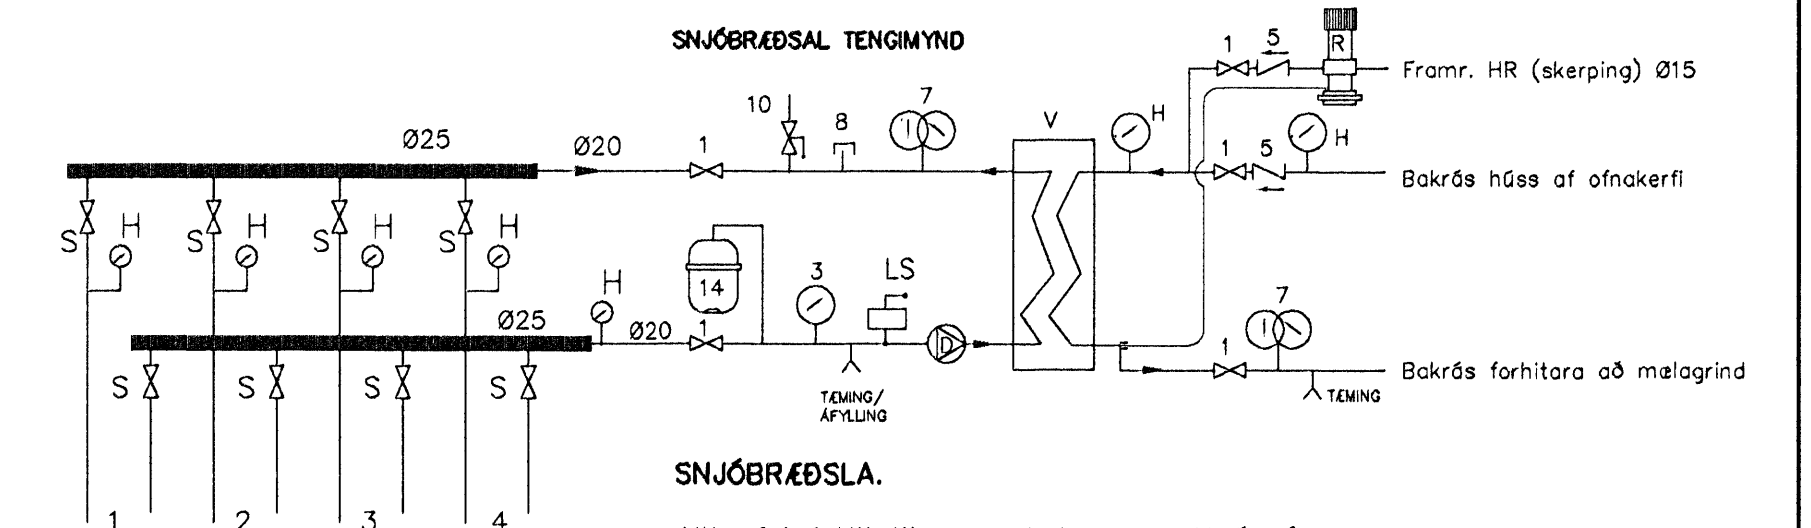 SNJÓBRÆÐSAL TENGIMYND
R
1 5
Framr. HR (skerping) Ø15
10 8 7 V H
Ø25 Ø20 1
1 5 H
Bakrás húss af ofnakerfi
S H S H S H S H
14 3 LS
H
Ø25 Ø20 1
D
7
1
Bakrás forhitara að mælagrind
TÆMING
S S S S
TÆMING/
ÁFYLLING
SNJÓBRÆÐSLA.
1 2 3 4